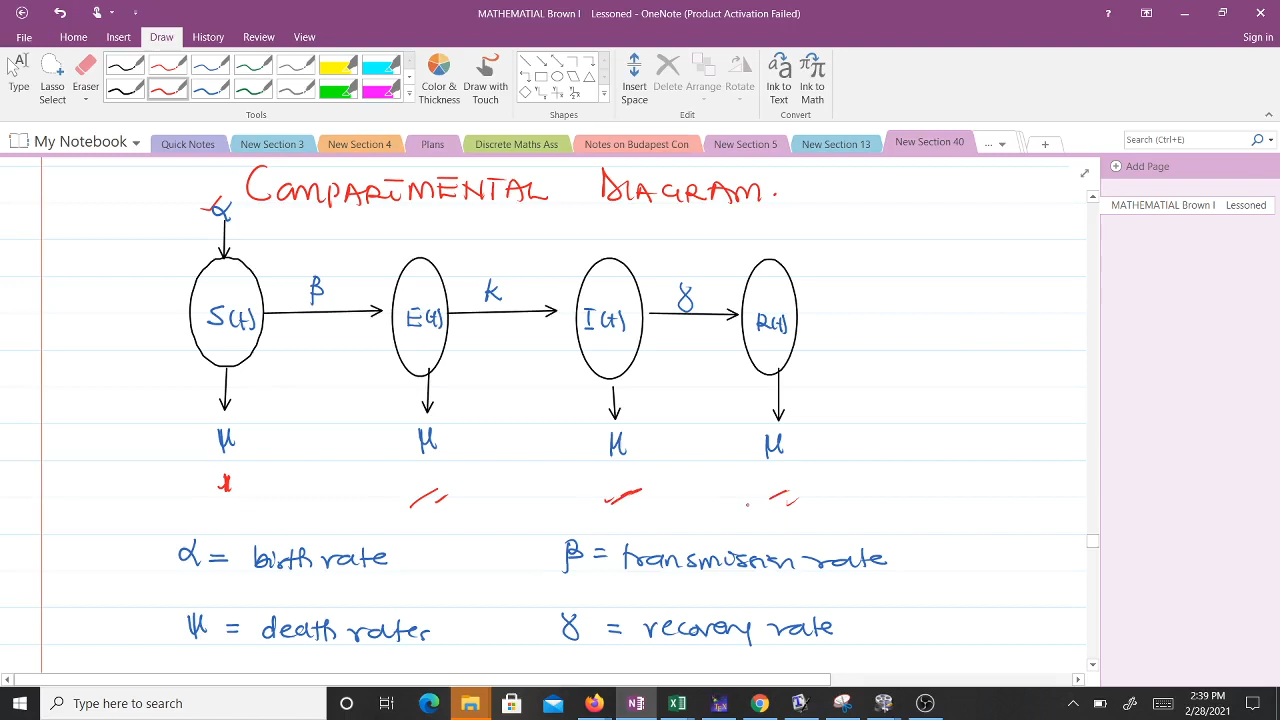 MATHEMATIAL Brown I Lessoned - OneNote (Product Activation Failed)
File Home Insert Draw History Review View Sign in
Type Lasso Select Eraser Color & Thickness Draw with Touch Insert Space Delete Arrange Rotate Ink to Text Ink to Math
Tools Shapes Edit Convert
My Notebook Quick Notes New Section 3 New Section 4 Plans Discrete Maths Ass Notes on Budapest Con New Section 5 New Section 13 New Section 40 ... Search (Ctrl+E)
Add Page
MATHEMATIAL Brown I Lessoned
COMPARTMENTAL DIAGRAM.
α
β k γ
S(t) E(t) I(t) R(t)
μ μ μ μ
α = birth rate β = transmission rate
μ = death rates γ = recovery rate
Type here to search
2:39 PM
2/28/2021